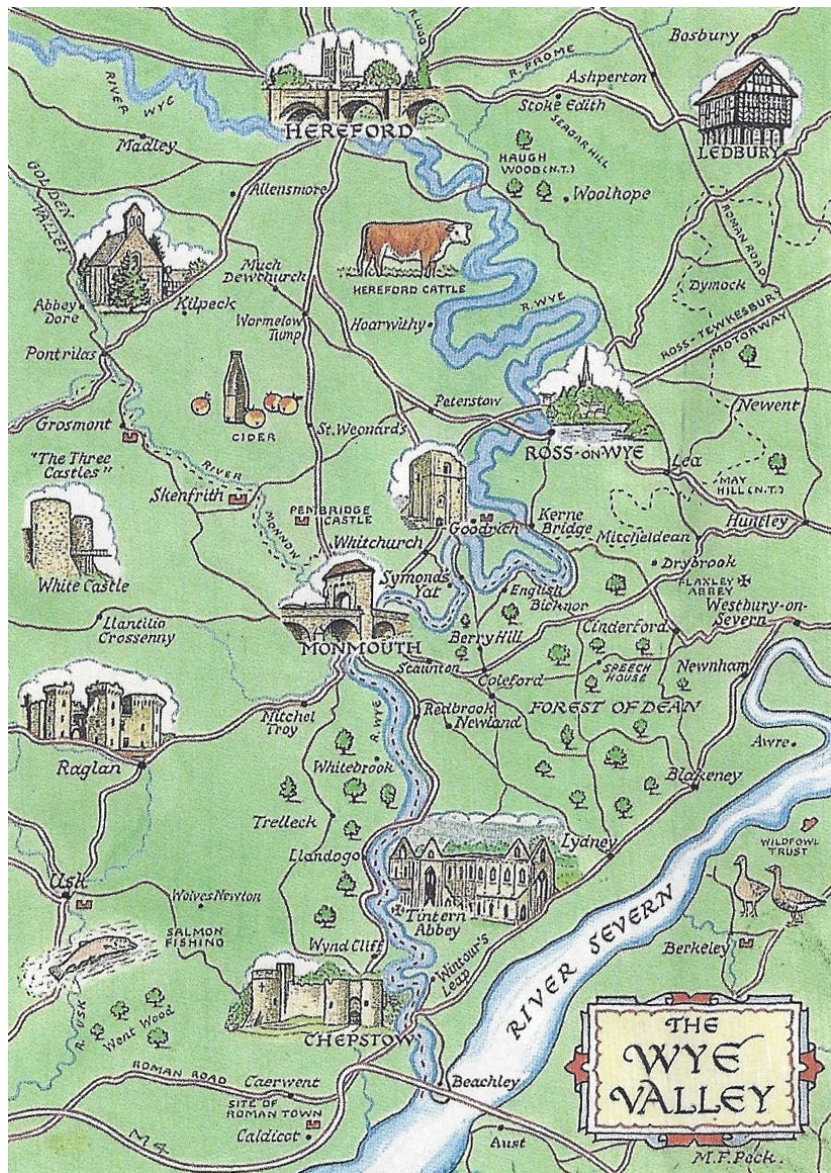 R. LUGG
Bosbury
R. FROME
Ashperton
RIVER
WYE
Stoke Edith
HEREFORD
SEAGAR HILL
LEDBURY
Madley
HAUGH
WOOD (N.T.)
GOLDEN
VALLEY
Allensmore
Woolhope
ROMAN ROAD
Much
Dewchurch
HEREFORD CATTLE
Dymock
Abbey
Dore
Kilpeck
Wormelow
Tump
Hoarwithy
R. WYE
ROSS-TEWKESBURY
MOTORWAY
Pontrilas
Peterstow
Newent
Grosmont
CIDER
St. Weonard's
ROSS-ON-WYE
"The Three
Castles"
RIVER
MONNOW
Lea
MAY
HILL (N.T.)
Skenfrith
PEMBRIDGE
CASTLE
Goodrich
Kerne
Bridge
Huntley
Mitcheldean
White Castle
Whitchurch
Symonds
Yat
Drybrook
English
Bicknor
FLAXLEY
ABBEY
Westbury-on-
Severn
Llantilio
Crossenny
MONMOUTH
Berry Hill
Cinderford
Staunton
SPEECH
HOUSE
Newnham
Coleford
Mitchel
Troy
Redbrook
Newland
FOREST OF DEAN
R. WYE
Awre
Raglan
Whitebrook
Blakeney
Trelleck
Lydney
WILDFOWL
TRUST
Llandogo
Usk
Wolves Newton
Tintern
Abbey
RIVER SEVERN
SALMON
FISHING
Wynd Cliff
Wintour's
Leap
Berkeley
R. USK
Went Wood
CHEPSTOW
THE
WYE
VALLEY
ROMAN ROAD
Caerwent
Beachley
SITE OF
ROMAN TOWN
M4
Caldicot
Aust
M.F. Peck.